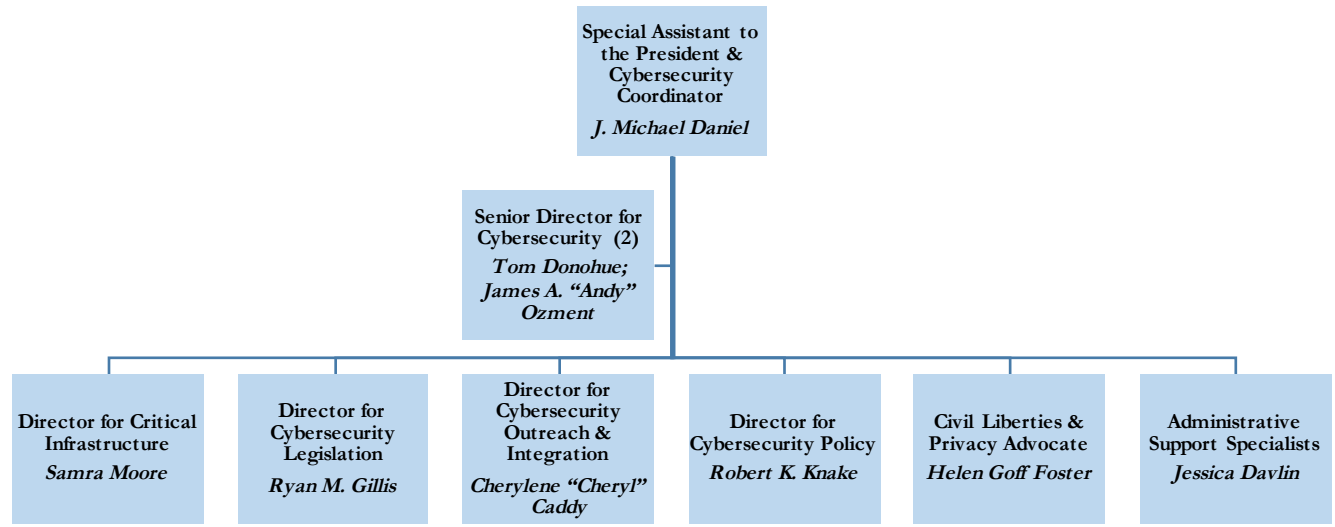 Special Assistant to
the President &
Cybersecurity
Coordinator
J. Michael Daniel
Senior Director for
Cybersecurity (2)
Tom Donohue;
James A. “Andy”
Ozment
Director for Critical
Infrastructure
Samra Moore
Director for
Cybersecurity
Legislation
Ryan M. Gillis
Director for
Cybersecurity
Outreach &
Integration
Cherylene “Cheryl”
Caddy
Director for
Cybersecurity Policy
Robert K. Knake
Civil Liberties &
Privacy Advocate
Helen Goff Foster
Administrative
Support Specialists
Jessica Davlin